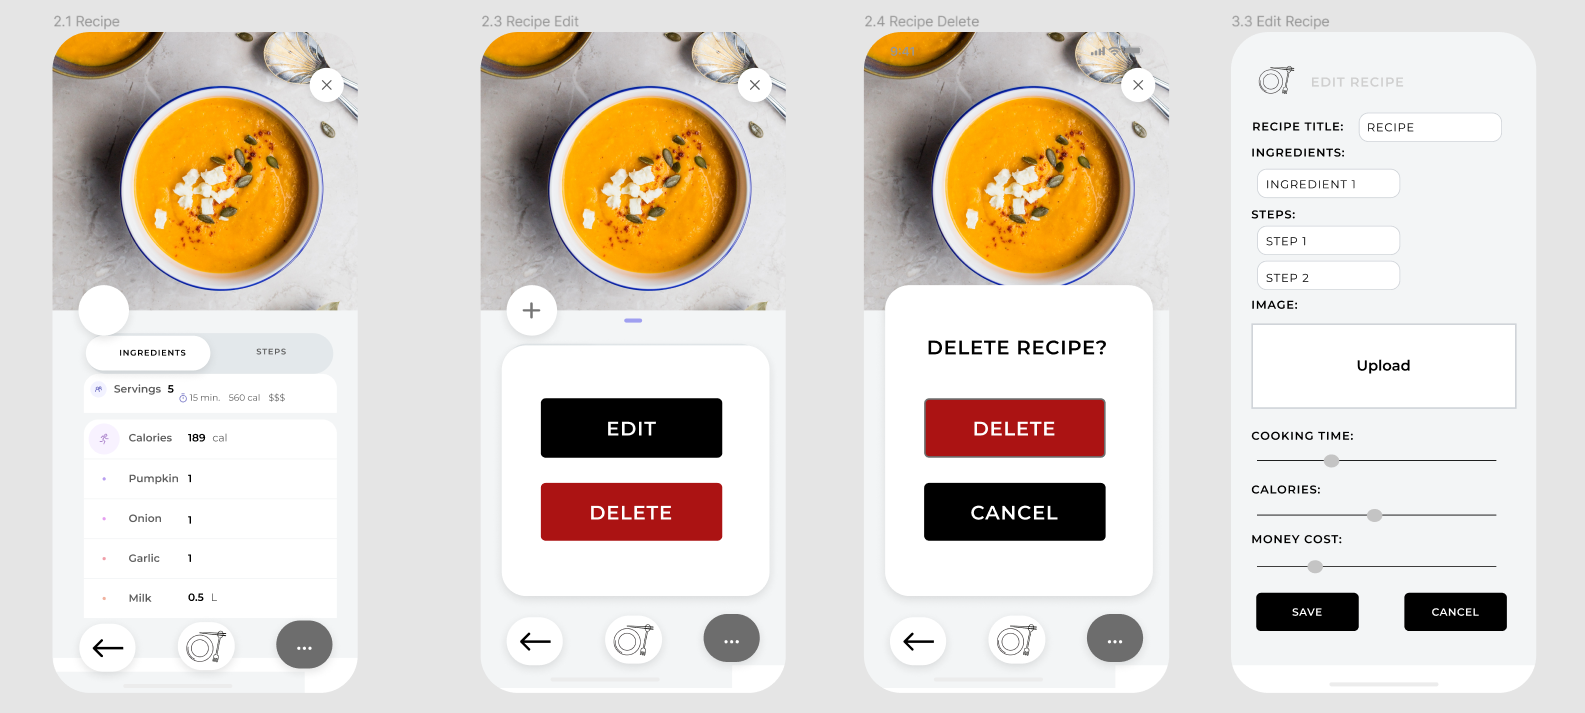 2.1 Recipe
INGREDIENTS STEPS
Servings 5
15 min. 560 cal $$$
Calories 189 cal
Pumpkin 1
Onion 1
Garlic 1
Milk 0.5 L
...
2.3 Recipe Edit
EDIT
DELETE
...
2.4 Recipe Delete
9:41
DELETE RECIPE?
DELETE
CANCEL
...
3.3 Edit Recipe
EDIT RECIPE
RECIPE TITLE: RECIPE
INGREDIENTS:
INGREDIENT 1
STEPS:
STEP 1
STEP 2
IMAGE:
Upload
COOKING TIME:
CALORIES:
MONEY COST:
SAVE CANCEL